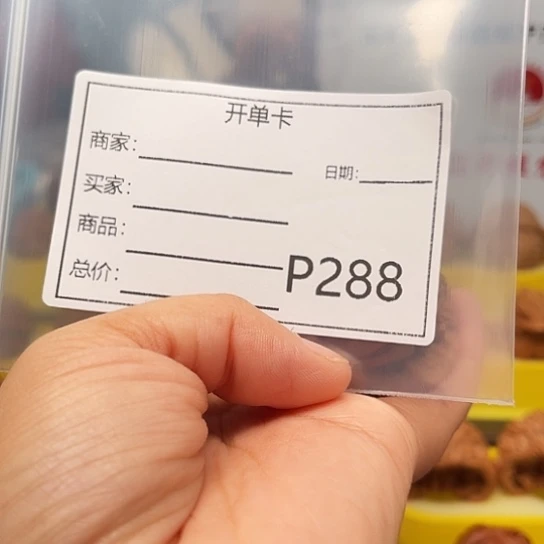 开单卡
商家：
日期：
买家：
商品：
总价：
P288